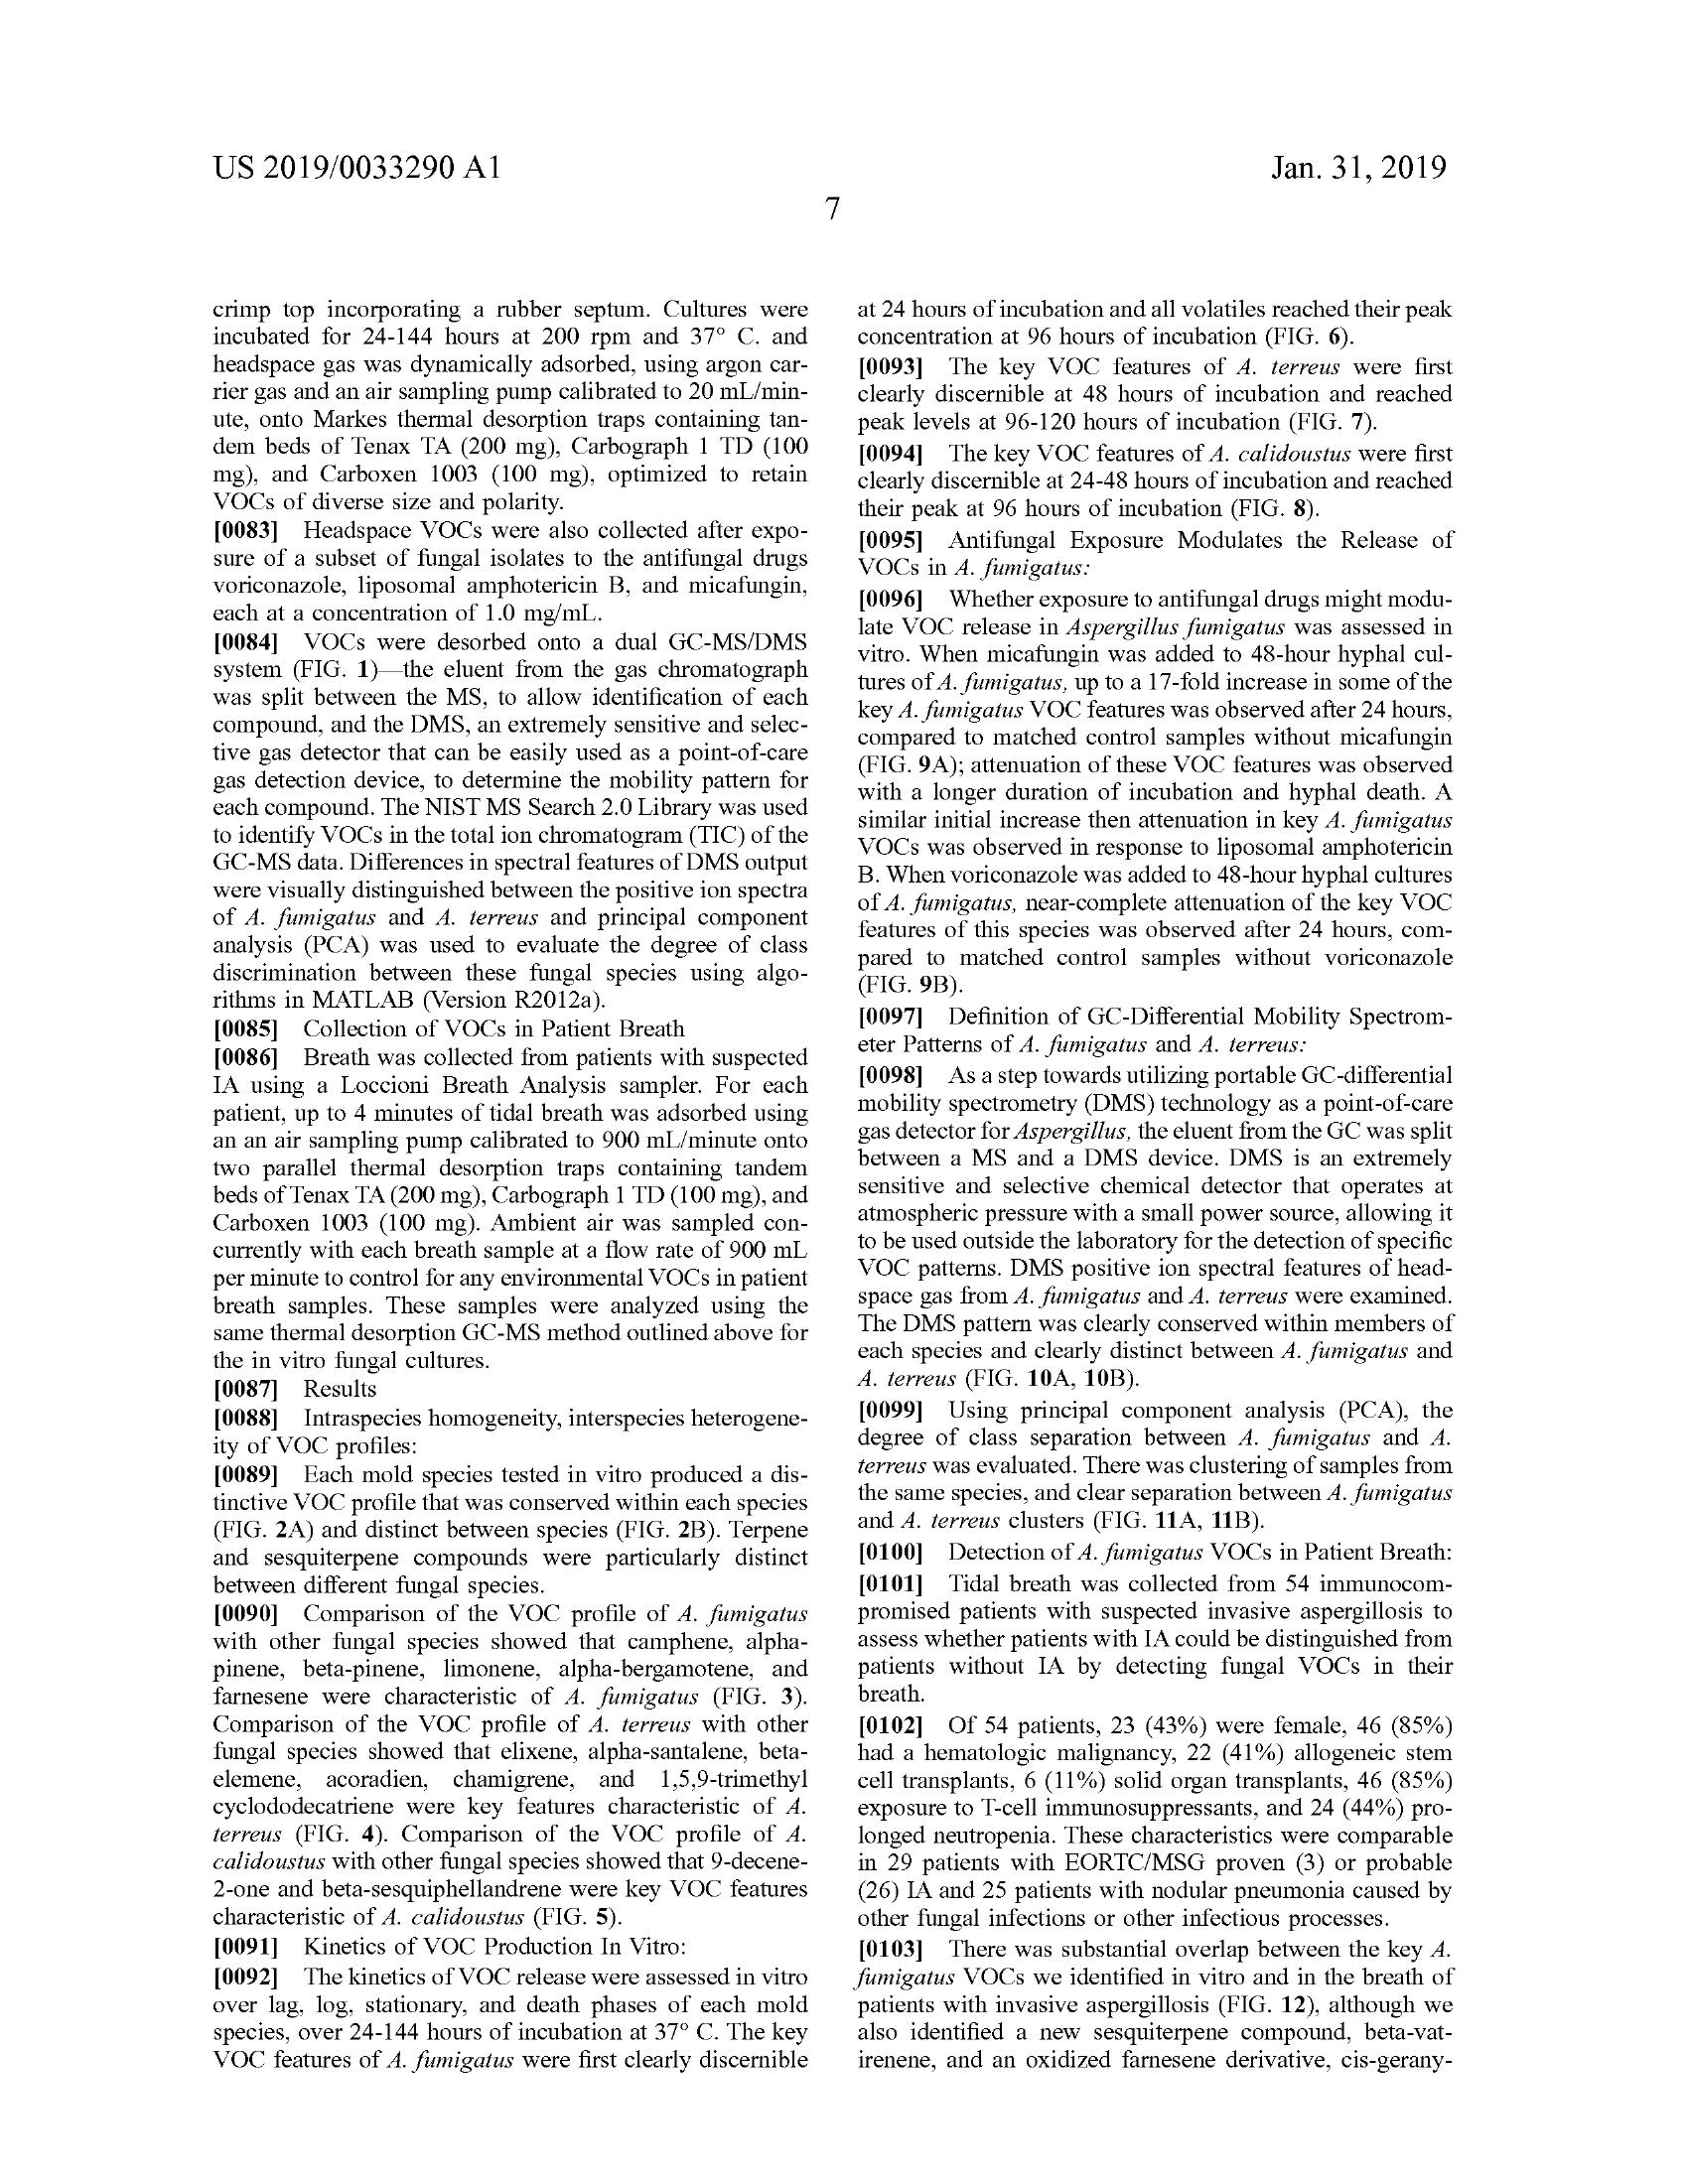 US 2019/0033290 A1
Jan. 31, 2019
7
crimp top incorporating a rubber septum. Cultures were
incubated for 24-144 hours at 200 rpm and 37° C. and
headspace gas was dynamically adsorbed, using argon car-
rier gas and an air sampling pump calibrated to 20 mL/min-
ute, onto Markes thermal desorption traps containing tan-
dem beds of Tenax TA (200 mg), Carbograph 1 TD (100
mg), and Carboxen 1003 (100 mg), optimized to retain
VOCs of diverse size and polarity.
[0083] Headspace VOCs were also collected after expo-
sure of a subset of fungal isolates to the antifungal drugs
voriconazole, liposomal amphotericin B, and micafungin,
each at a concentration of 1.0 mg/mL.
[0084] VOCs were desorbed onto a dual GC-MS/DMS
system (FIG. 1)—the eluent from the gas chromatograph
was split between the MS, to allow identification of each
compound, and the DMS, an extremely sensitive and selec-
tive gas detector that can be easily used as a point-of-care
gas detection device, to determine the mobility pattern for
each compound. The NIST MS Search 2.0 Library was used
to identify VOCs in the total ion chromatogram (TIC) of the
GC-MS data. Differences in spectral features of DMS output
were visually distinguished between the positive ion spectra
of A. fumigatus and A. terreus and principal component
analysis (PCA) was used to evaluate the degree of class
discrimination between these fungal species using algo-
rithms in MATLAB (Version R2012a).
[0085] Collection of VOCs in Patient Breath
[0086] Breath was collected from patients with suspected
IA using a Loccioni Breath Analysis sampler. For each
patient, up to 4 minutes of tidal breath was adsorbed using
an an air sampling pump calibrated to 900 mL/minute onto
two parallel thermal desorption traps containing tandem
beds of Tenax TA (200 mg), Carbograph 1 TD (100 mg), and
Carboxen 1003 (100 mg). Ambient air was sampled con-
currently with each breath sample at a flow rate of 900 mL
per minute to control for any environmental VOCs in patient
breath samples. These samples were analyzed using the
same thermal desorption GC-MS method outlined above for
the in vitro fungal cultures.
[0087] Results
[0088] Intraspecies homogeneity, interspecies heterogene-
ity of VOC profiles:
[0089] Each mold species tested in vitro produced a dis-
tinctive VOC profile that was conserved within each species
(FIG. 2A) and distinct between species (FIG. 2B). Terpene
and sesquiterpene compounds were particularly distinct
between different fungal species.
[0090] Comparison of the VOC profile of A. fumigatus
with other fungal species showed that camphene, alpha-
pinene, beta-pinene, limonene, alpha-bergamotene, and
farnesene were characteristic of A. fumigatus (FIG. 3).
Comparison of the VOC profile of A. terreus with other
fungal species showed that elixene, alpha-santalene, beta-
elemene, acoradien, chamigrene, and 1,5,9-trimethyl
cyclododecatriene were key features characteristic of A.
terreus (FIG. 4). Comparison of the VOC profile of A.
calidoustus with other fungal species showed that 9-decene-
2-one and beta-sesquiphellandrene were key VOC features
characteristic of A. calidoustus (FIG. 5).
[0091] Kinetics of VOC Production In Vitro:
[0092] The kinetics of VOC release were assessed in vitro
over lag, log, stationary, and death phases of each mold
species, over 24-144 hours of incubation at 37° C. The key
VOC features of A. fumigatus were first clearly discernible
at 24 hours of incubation and all volatiles reached their peak
concentration at 96 hours of incubation (FIG. 6).
[0093] The key VOC features of A. terreus were first
clearly discernible at 48 hours of incubation and reached
peak levels at 96-120 hours of incubation (FIG. 7).
[0094] The key VOC features of A. calidoustus were first
clearly discernible at 24-48 hours of incubation and reached
their peak at 96 hours of incubation (FIG. 8).
[0095] Antifungal Exposure Modulates the Release of
VOCs in A. fumigatus:
[0096] Whether exposure to antifungal drugs might modu-
late VOC release in Aspergillus fumigatus was assessed in
vitro. When micafungin was added to 48-hour hyphal cul-
tures of A. fumigatus, up to a 17-fold increase in some of the
key A. fumigatus VOC features was observed after 24 hours,
compared to matched control samples without micafungin
(FIG. 9A); attenuation of these VOC features was observed
with a longer duration of incubation and hyphal death. A
similar initial increase then attenuation in key A. fumigatus
VOCs was observed in response to liposomal amphotericin
B. When voriconazole was added to 48-hour hyphal cultures
of A. fumigatus, near-complete attenuation of the key VOC
features of this species was observed after 24 hours, com-
pared to matched control samples without voriconazole
(FIG. 9B).
[0097] Definition of GC-Differential Mobility Spectrom-
eter Patterns of A. fumigatus and A. terreus:
[0098] As a step towards utilizing portable GC-differential
mobility spectrometry (DMS) technology as a point-of-care
gas detector for Aspergillus, the eluent from the GC was split
between a MS and a DMS device. DMS is an extremely
sensitive and selective chemical detector that operates at
atmospheric pressure with a small power source, allowing it
to be used outside the laboratory for the detection of specific
VOC patterns. DMS positive ion spectral features of head-
space gas from A. fumigatus and A. terreus were examined.
The DMS pattern was clearly conserved within members of
each species and clearly distinct between A. fumigatus and
A. terreus (FIG. 10A, 10B).
[0099] Using principal component analysis (PCA), the
degree of class separation between A. fumigatus and A.
terreus was evaluated. There was clustering of samples from
the same species, and clear separation between A. fumigatus
and A. terreus clusters (FIG. 11A, 11B).
[0100] Detection of A. fumigatus VOCs in Patient Breath:
[0101] Tidal breath was collected from 54 immunocom-
promised patients with suspected invasive aspergillosis to
assess whether patients with IA could be distinguished from
patients without IA by detecting fungal VOCs in their
breath.
[0102] Of 54 patients, 23 (43%) were female, 46 (85%)
had a hematologic malignancy, 22 (41%) allogeneic stem
cell transplants, 6 (11%) solid organ transplants, 46 (85%)
exposure to T-cell immunosuppressants, and 24 (44%) pro-
longed neutropenia. These characteristics were comparable
in 29 patients with EORTC/MSG proven (3) or probable
(26) IA and 25 patients with nodular pneumonia caused by
other fungal infections or other infectious processes.
[0103] There was substantial overlap between the key A.
fumigatus VOCs we identified in vitro and in the breath of
patients with invasive aspergillosis (FIG. 12), although we
also identified a new sesquiterpene compound, beta-vat-
irenene, and an oxidized farnesene derivative, cis-gerany-